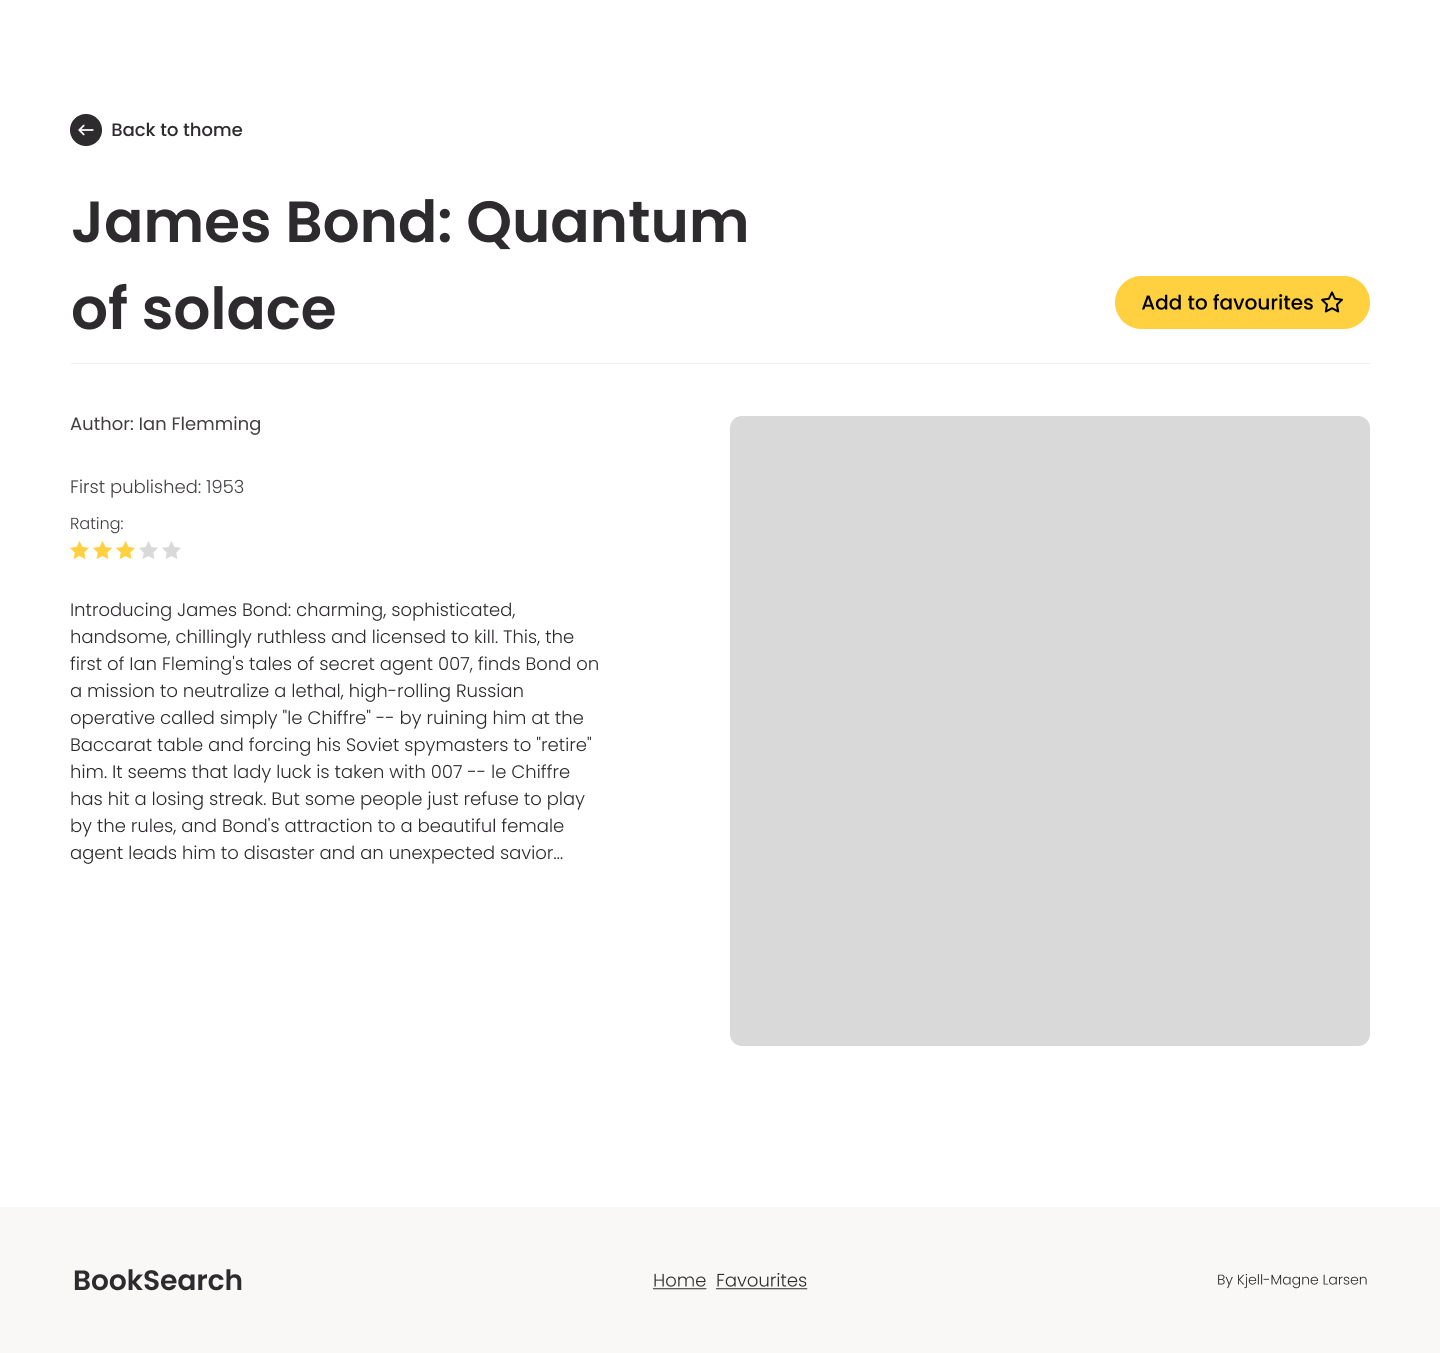 Back to thome
James Bond: Quantum
of solace
Add to favourites
Author: Ian Flemming
First published: 1953
Rating:
Introducing James Bond: charming, sophisticated,
handsome, chillingly ruthless and licensed to kill. This, the
first of Ian Fleming's tales of secret agent 007, finds Bond on
a mission to neutralize a lethal, high-rolling Russian
operative called simply "le Chiffre" -- by ruining him at the
Baccarat table and forcing his Soviet spymasters to "retire"
him. It seems that lady luck is taken with 007 -- le Chiffre
has hit a losing streak. But some people just refuse to play
by the rules, and Bond's attraction to a beautiful female
agent leads him to disaster and an unexpected savior...
BookSearch
Home Favourites
By Kjell-Magne Larsen